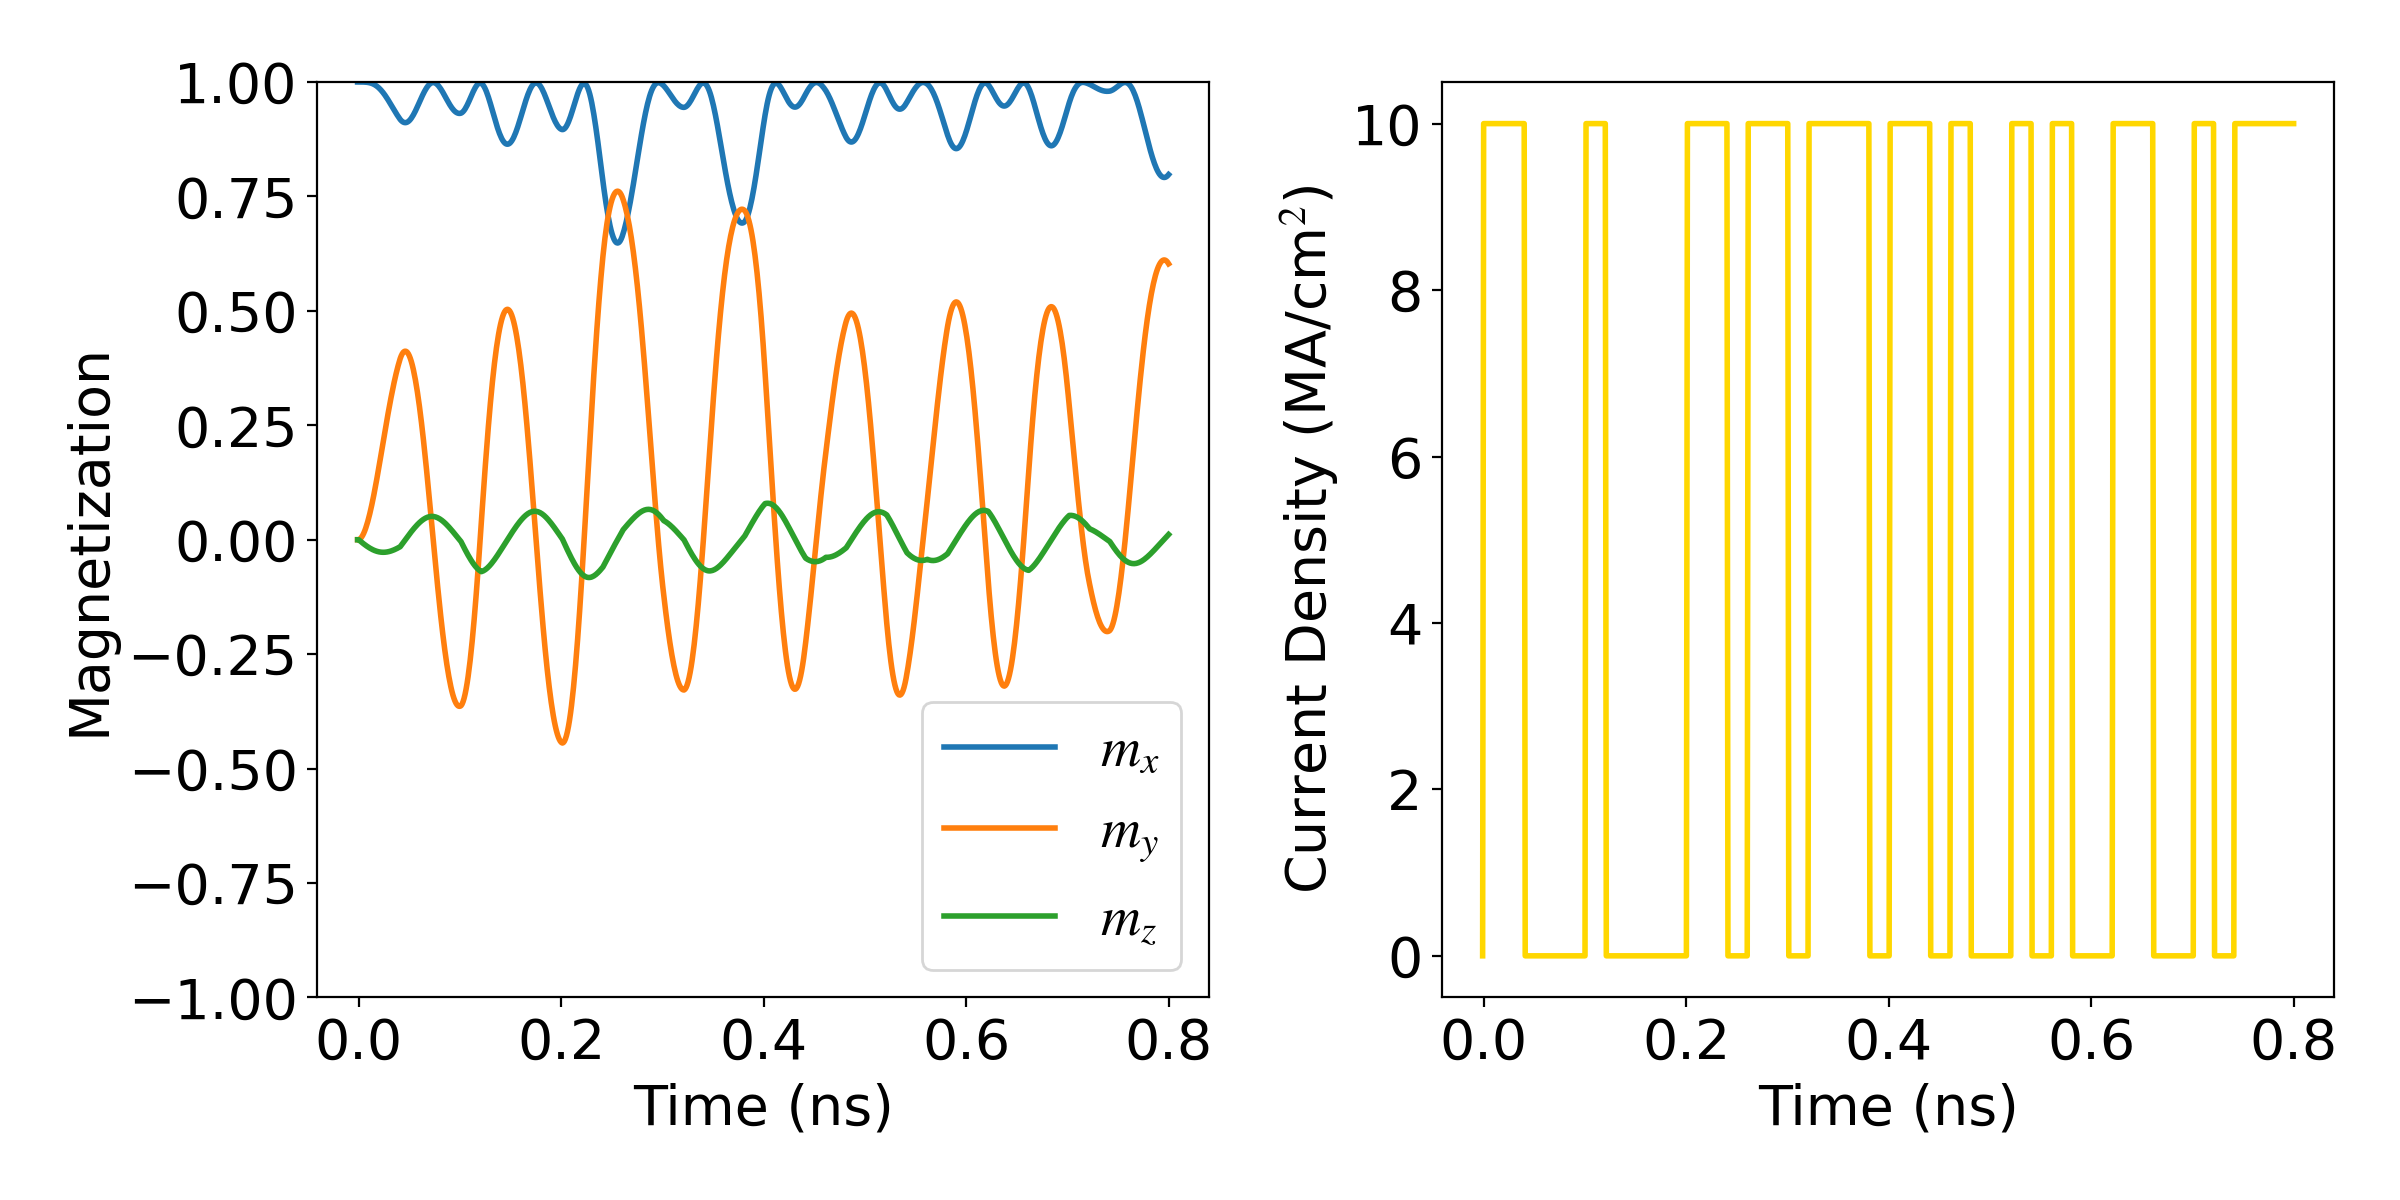 Magnetization
1.00
0.75
0.50
0.25
0.00
−0.25
−0.50
−0.75
−1.00
0.0 0.2 0.4 0.6 0.8
Time (ns)
m_x
m_y
m_z
Current Density (MA/cm²)
10
8
6
4
2
0
0.0 0.2 0.4 0.6 0.8
Time (ns)